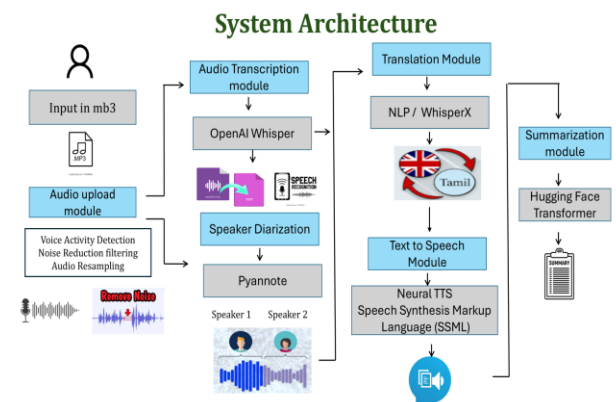 System Architecture
Input in mb3
MP3
Audio upload
module
Voice Activity Detection
Noise Reduction filtering
Audio Resampling
Remove Noise
Audio Transcription
module
OpenAI Whisper
SPEECH
RECOGNITION
Speaker Diarization
Pyannote
Speaker 1
Speaker 2
Translation Module
NLP / WhisperX
Tamil
Text to Speech
Module
Neural TTS
Speech Synthesis Markup
Language (SSML)
Summarization
module
Hugging Face
Transformer
SUMMARY